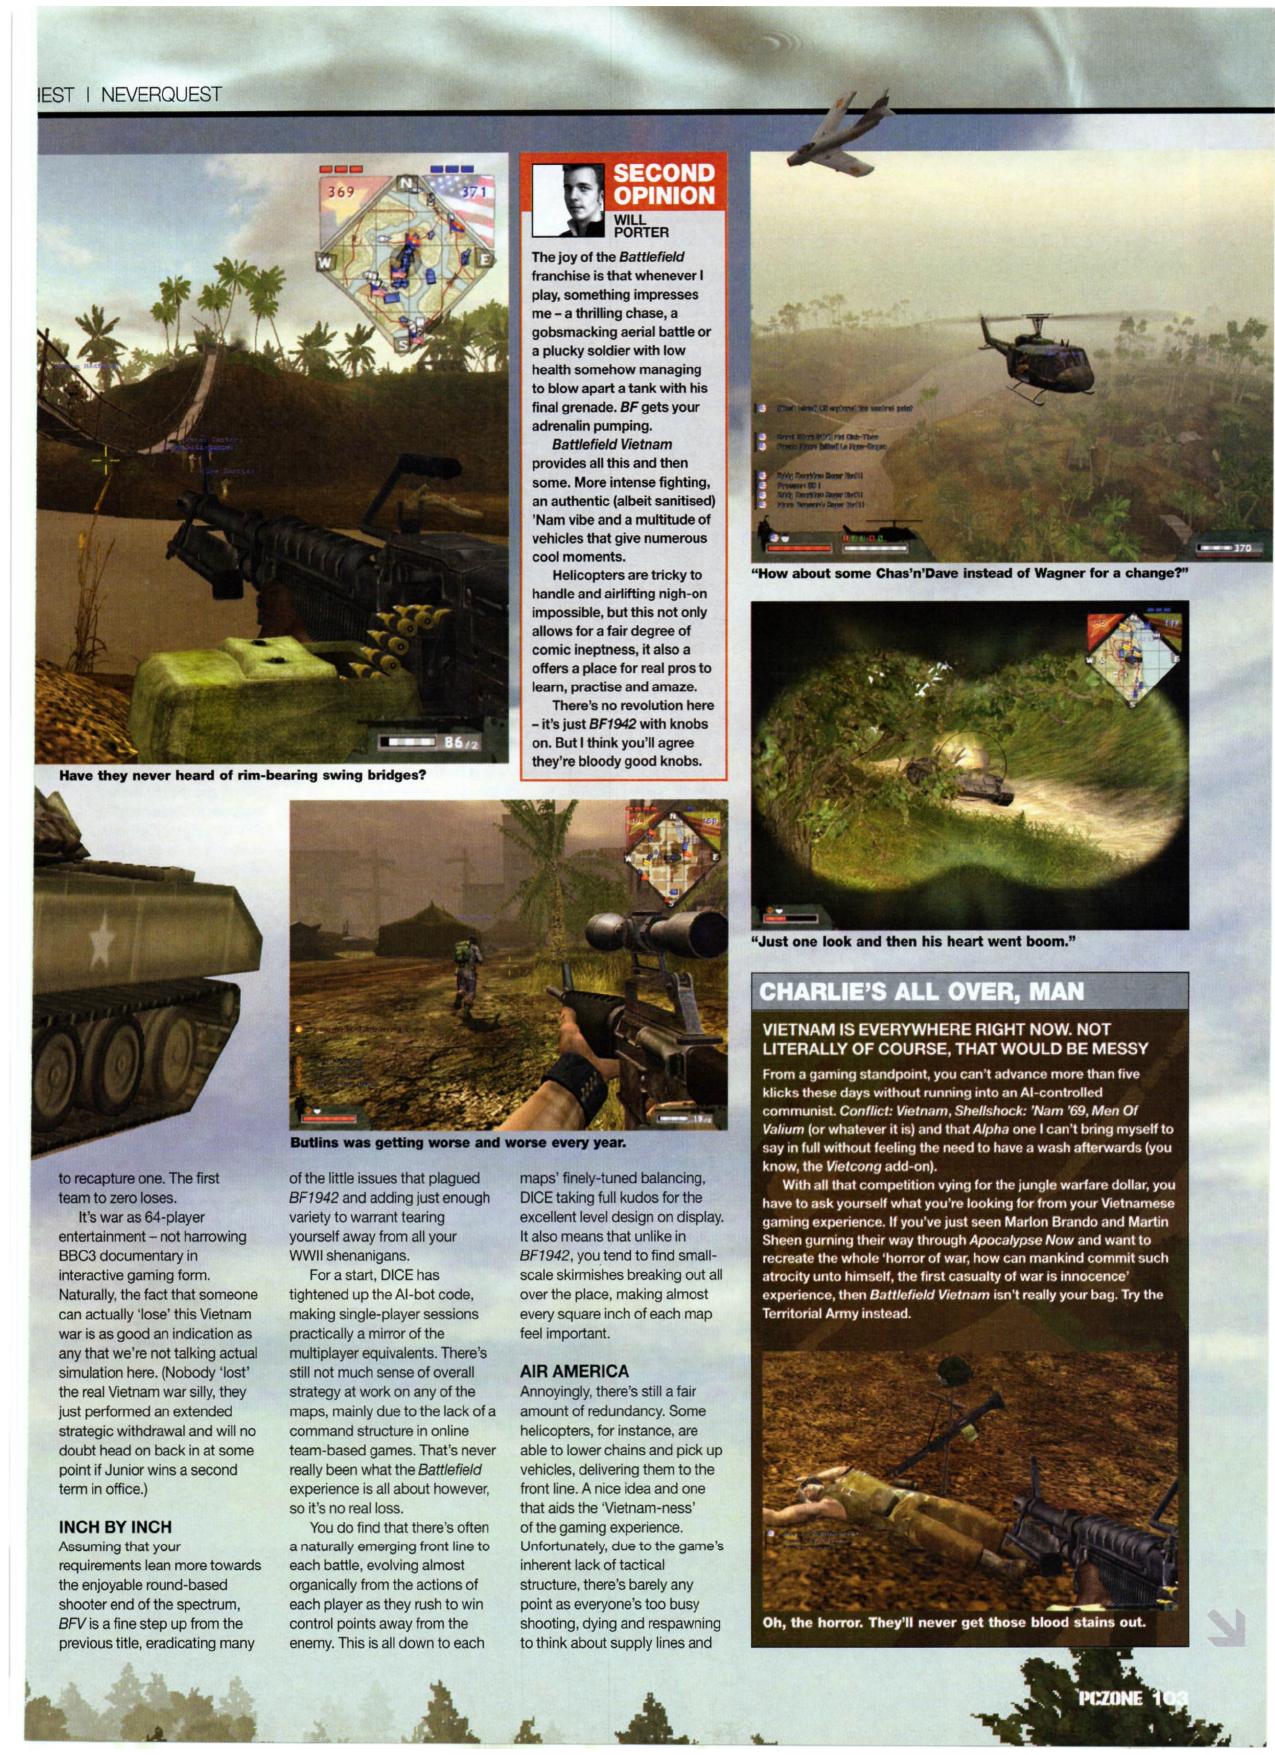 IEST | NEVERQUEST
369
371
N
W
E
S
86/2
Have they never heard of rim-bearing swing bridges?
SECOND
OPINION
WILL
PORTER
The joy of the Battlefield
franchise is that whenever I
play, something impresses
me – a thrilling chase, a
gobsmacking aerial battle or
a plucky soldier with low
health somehow managing
to blow apart a tank with his
final grenade. BF gets your
adrenalin pumping.
Battlefield Vietnam
provides all this and then
some. More intense fighting,
an authentic (albeit sanitised)
'Nam vibe and a multitude of
vehicles that give numerous
cool moments.
Helicopters are tricky to
handle and airlifting nigh-on
impossible, but this not only
allows for a fair degree of
comic ineptness, it also a
offers a place for real pros to
learn, practise and amaze.
There's no revolution here
– it's just BF1942 with knobs
on. But I think you'll agree
they're bloody good knobs.
370
"How about some Chas'n'Dave instead of Wagner for a change?"
"Just one look and then his heart went boom."
Butlins was getting worse and worse every year.
to recapture one. The first
team to zero loses.
It's war as 64-player
entertainment – not harrowing
BBC3 documentary in
interactive gaming form.
Naturally, the fact that someone
can actually 'lose' this Vietnam
war is as good an indication as
any that we're not talking actual
simulation here. (Nobody 'lost'
the real Vietnam war silly, they
just performed an extended
strategic withdrawal and will no
doubt head on back in at some
point if Junior wins a second
term in office.)
INCH BY INCH
Assuming that your
requirements lean more towards
the enjoyable round-based
shooter end of the spectrum,
BFV is a fine step up from the
previous title, eradicating many
of the little issues that plagued
BF1942 and adding just enough
variety to warrant tearing
yourself away from all your
WWII shenanigans.
For a start, DICE has
tightened up the AI-bot code,
making single-player sessions
practically a mirror of the
multiplayer equivalents. There's
still not much sense of overall
strategy at work on any of the
maps, mainly due to the lack of a
command structure in online
team-based games. That's never
really been what the Battlefield
experience is all about however,
so it's no real loss.
You do find that there's often
a naturally emerging front line to
each battle, evolving almost
organically from the actions of
each player as they rush to win
control points away from the
enemy. This is all down to each
maps' finely-tuned balancing,
DICE taking full kudos for the
excellent level design on display.
It also means that unlike in
BF1942, you tend to find small-
scale skirmishes breaking out all
over the place, making almost
every square inch of each map
feel important.
AIR AMERICA
Annoyingly, there's still a fair
amount of redundancy. Some
helicopters, for instance, are
able to lower chains and pick up
vehicles, delivering them to the
front line. A nice idea and one
that aids the 'Vietnam-ness'
of the gaming experience.
Unfortunately, due to the game's
inherent lack of tactical
structure, there's barely any
point as everyone's too busy
shooting, dying and respawning
to think about supply lines and
CHARLIE'S ALL OVER, MAN
VIETNAM IS EVERYWHERE RIGHT NOW. NOT
LITERALLY OF COURSE, THAT WOULD BE MESSY
From a gaming standpoint, you can't advance more than five
klicks these days without running into an AI-controlled
communist. Conflict: Vietnam, Shellshock: 'Nam '69, Men Of
Valium (or whatever it is) and that Alpha one I can't bring myself to
say in full without feeling the need to have a wash afterwards (you
know, the Vietcong add-on).
With all that competition vying for the jungle warfare dollar, you
have to ask yourself what you're looking for from your Vietnamese
gaming experience. If you've just seen Marlon Brando and Martin
Sheen gurning their way through Apocalypse Now and want to
recreate the whole 'horror of war, how can mankind commit such
atrocity unto himself, the first casualty of war is innocence'
experience, then Battlefield Vietnam isn't really your bag. Try the
Territorial Army instead.
Oh, the horror. They'll never get those blood stains out.
PCZONE 103